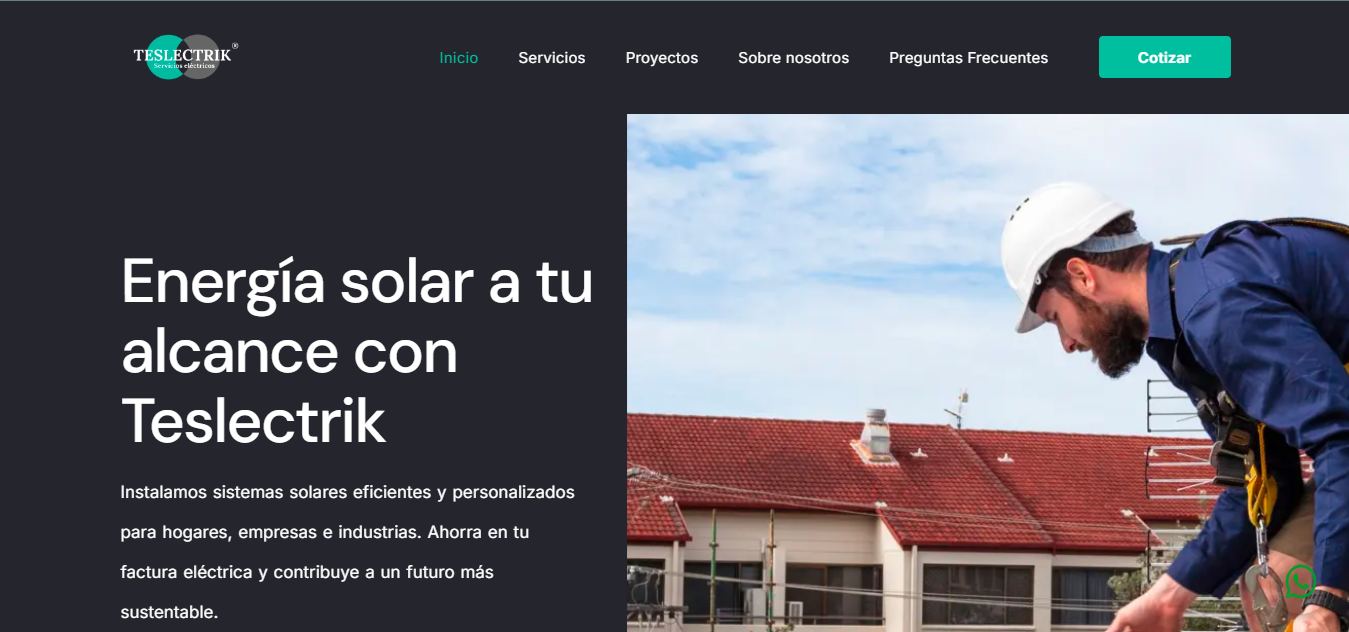 TESLECTRIK®
Servicios eléctricos
Inicio
Servicios
Proyectos
Sobre nosotros
Preguntas Frecuentes
Cotizar
Energía solar a tu
alcance con
Teslectrik
Instalamos sistemas solares eficientes y personalizados
para hogares, empresas e industrias. Ahorra en tu
factura eléctrica y contribuye a un futuro más
sustentable.